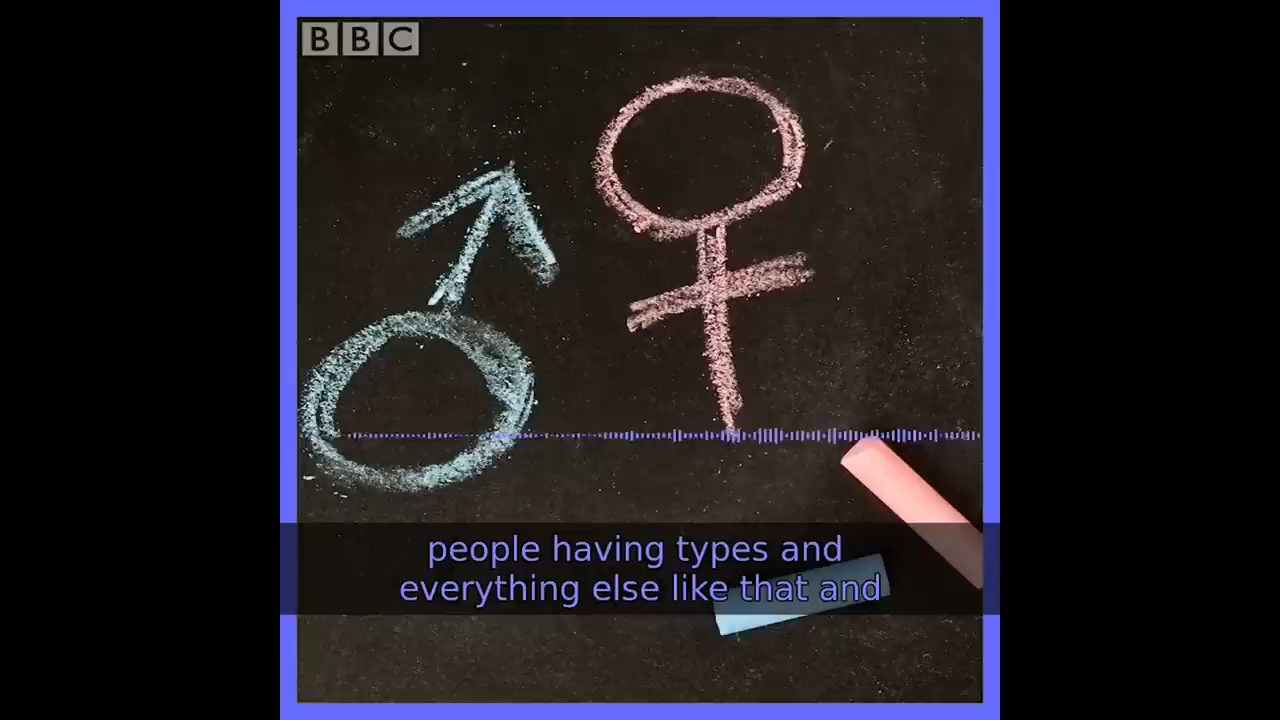 BBC
people having types and
everything else like that and